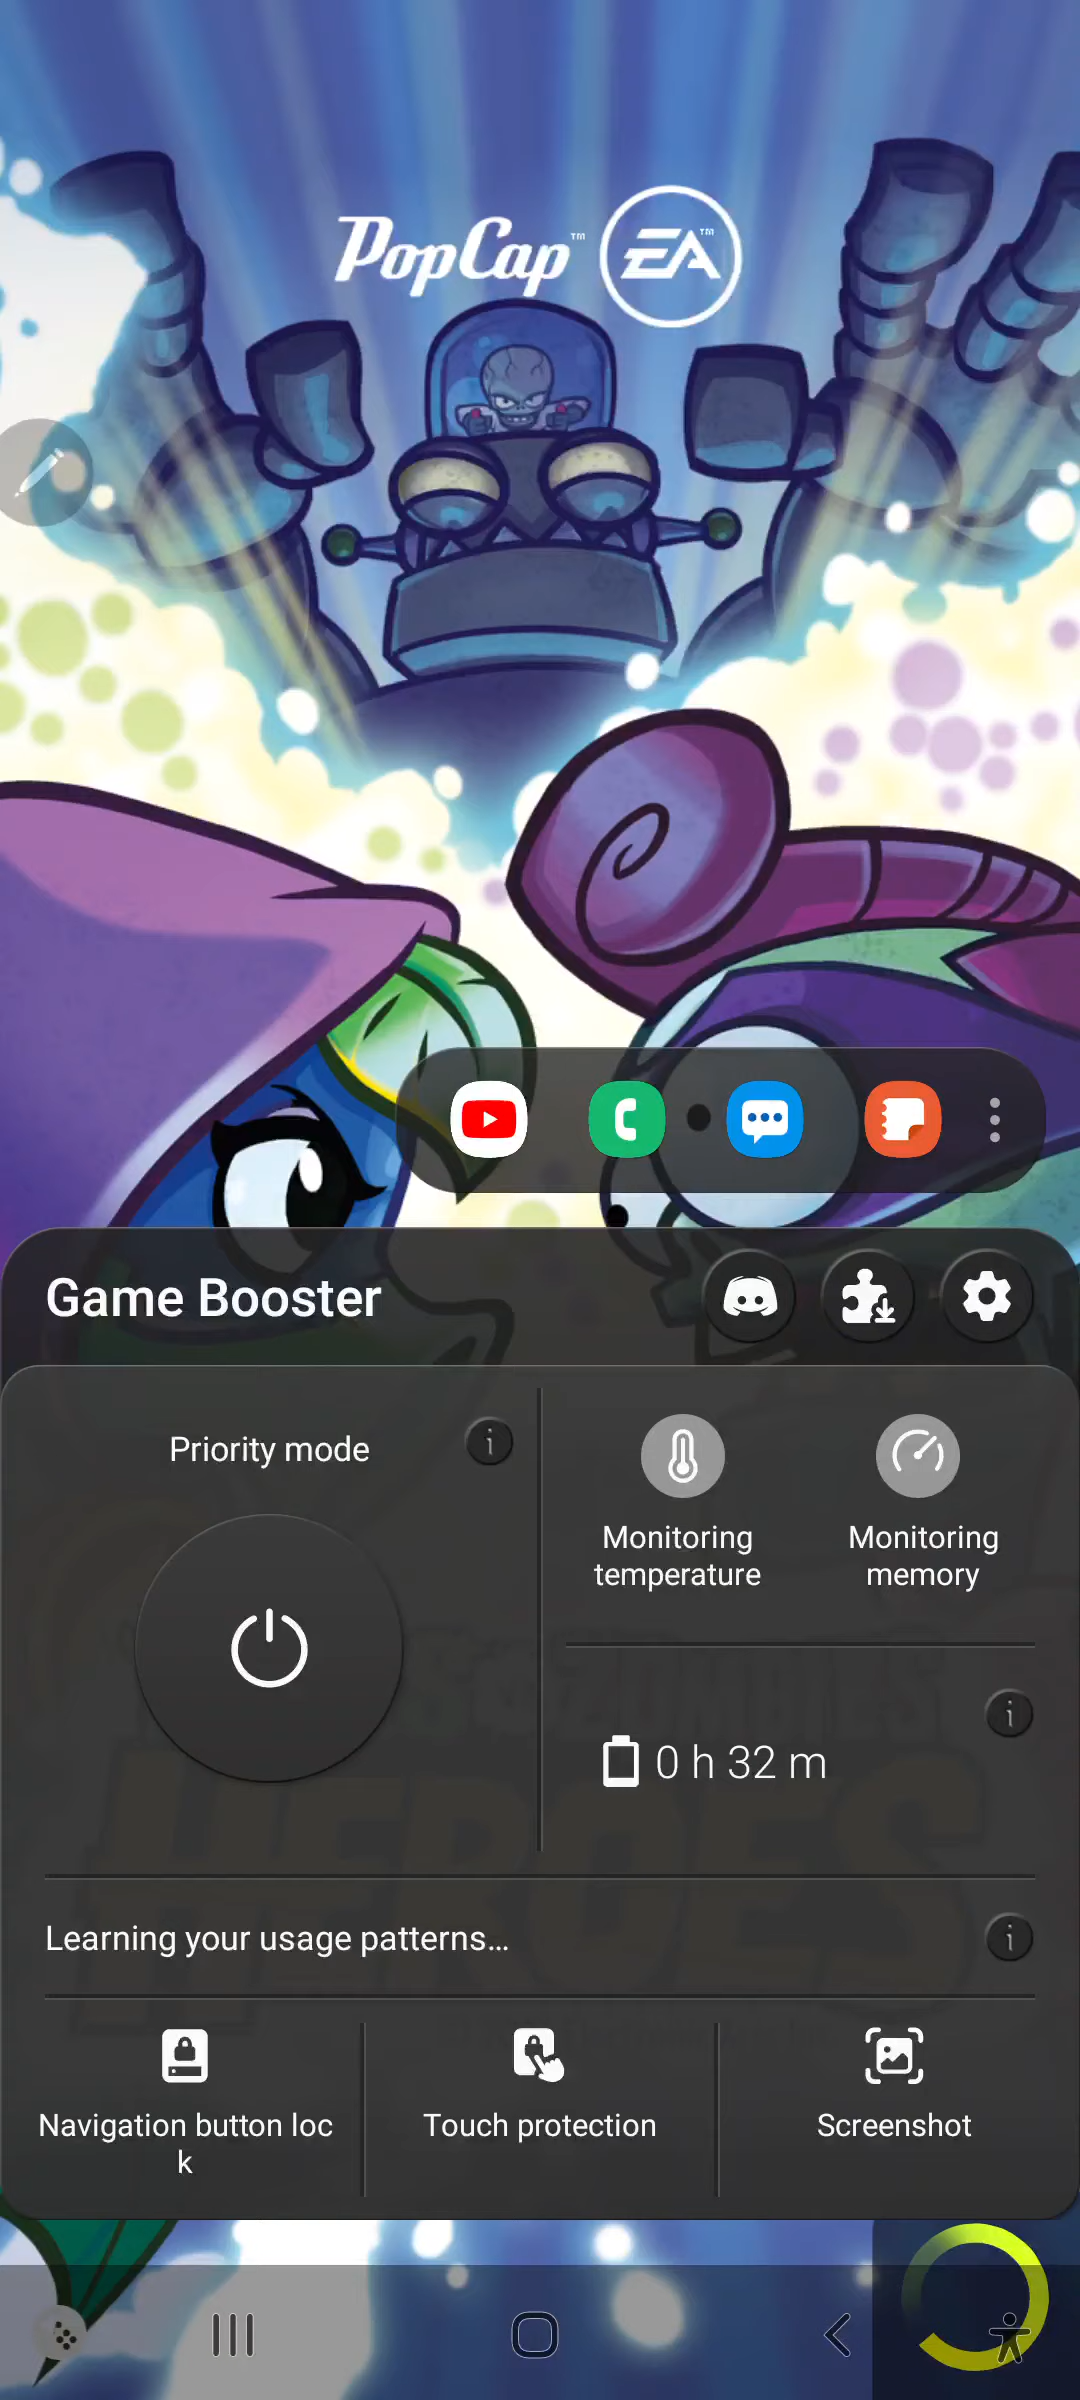 PopCap™ EA™
Game Booster
Priority mode
Monitoring
temperature
Monitoring
memory
0 h 32 m
Learning your usage patterns...
Navigation button loc
k
Touch protection
Screenshot
HEROES